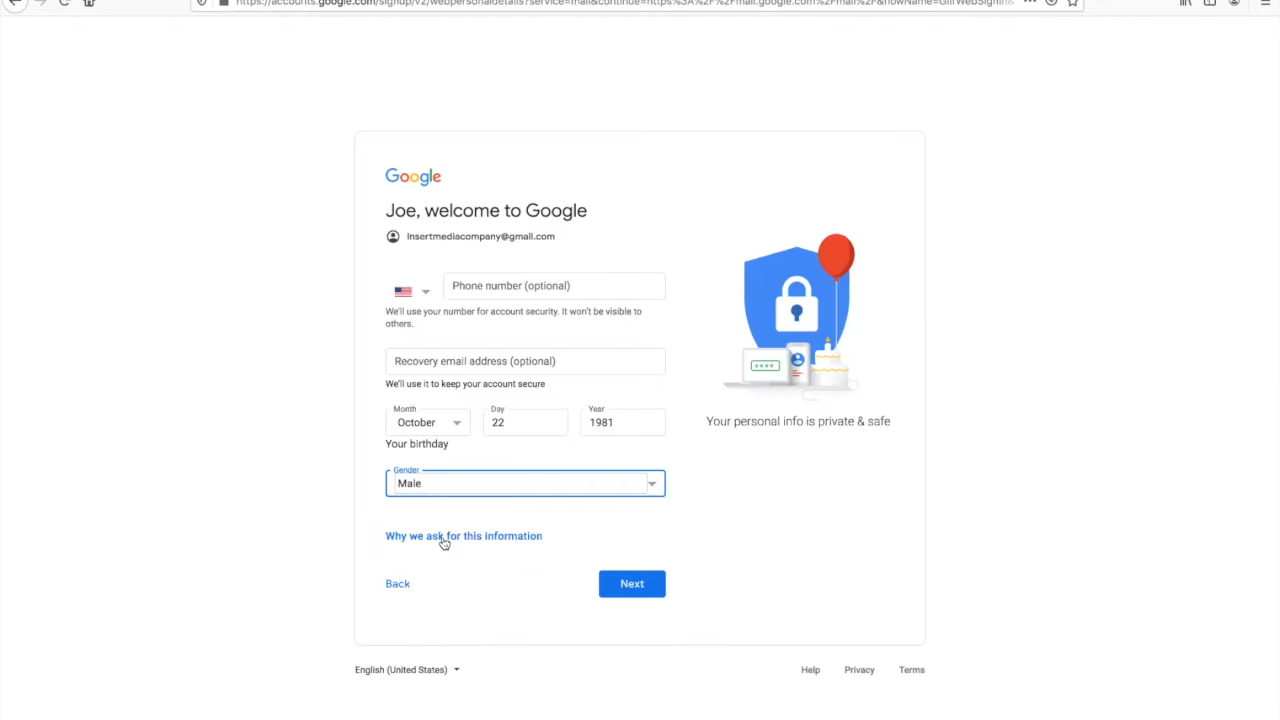 Google
Joe, welcome to Google
Insertmediacompany@gmail.com
Phone number (optional)
We'll use your number for account security. It won't be visible to
others.
Recovery email address (optional)
We'll use it to keep your account secure
Month
Day
Year
October
22
1981
Your birthday
Gender
Male
Why we ask for this information
Back
Next
Your personal info is private & safe
English (United States)
Help
Privacy
Terms